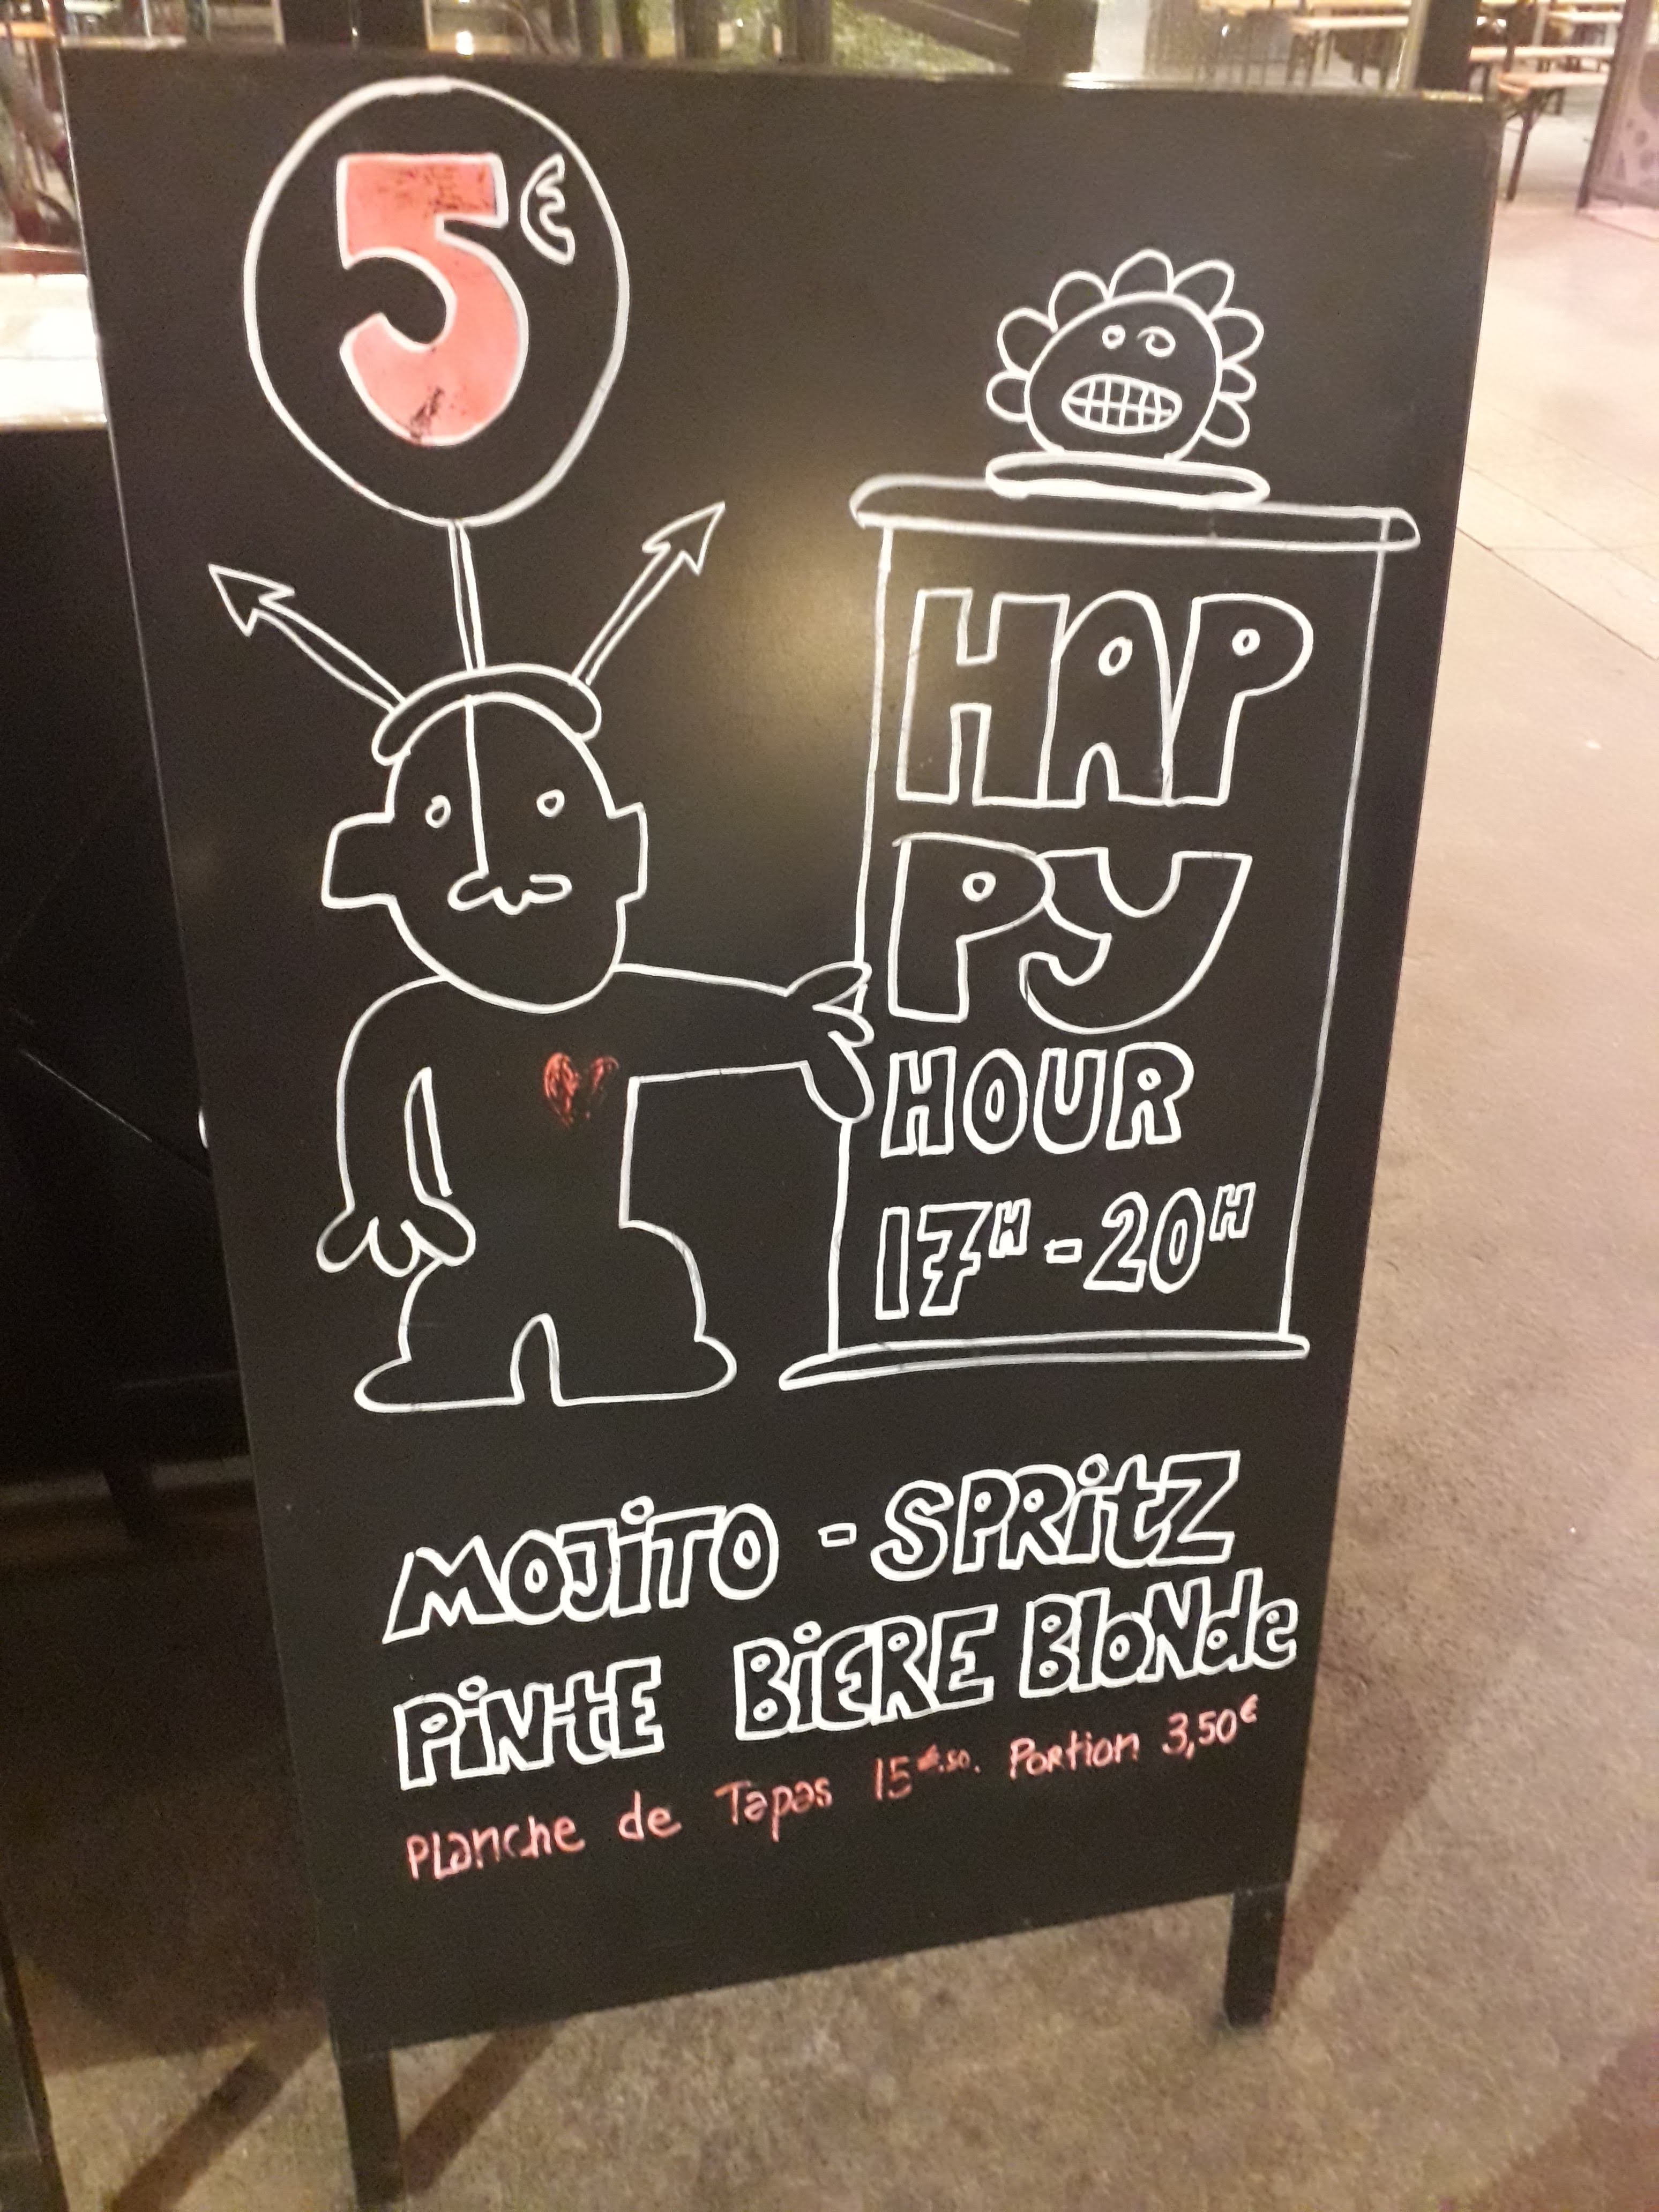 5€
HAP
PY
HOUR
17H-20H
MOJiTO - SPRitZ
PiNtE BiERE BloNde
Planche de Tapas 15€.50. Portion 3,50€